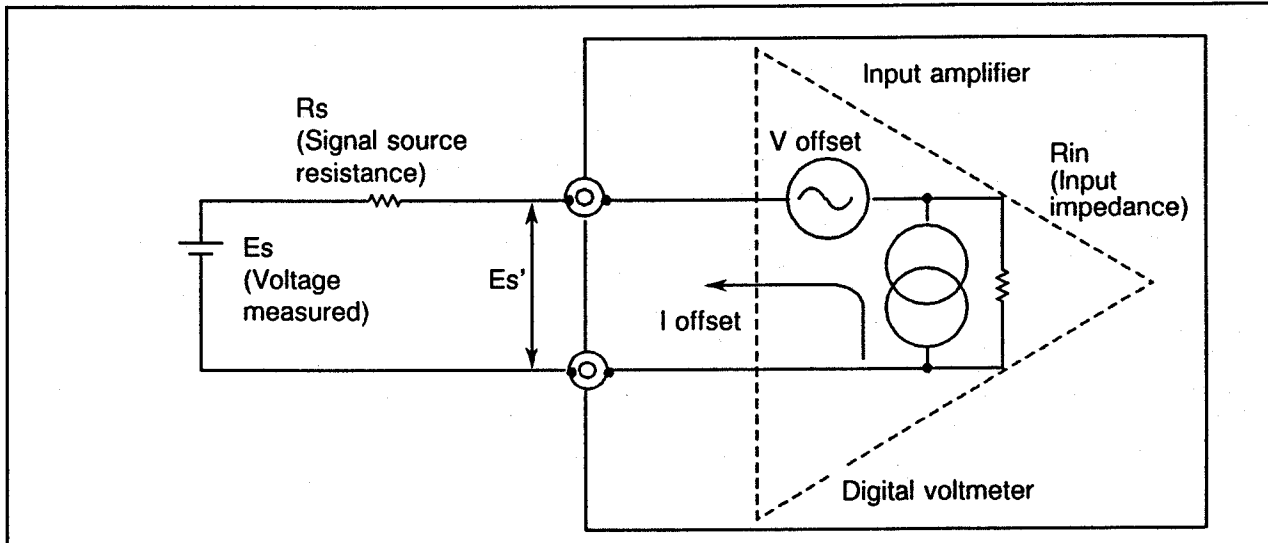 Input amplifier
Rs
(Signal source
resistance)
V offset
Rin
(Input
impedance)
Es
(Voltage
measured)
Es'
I offset
Digital voltmeter